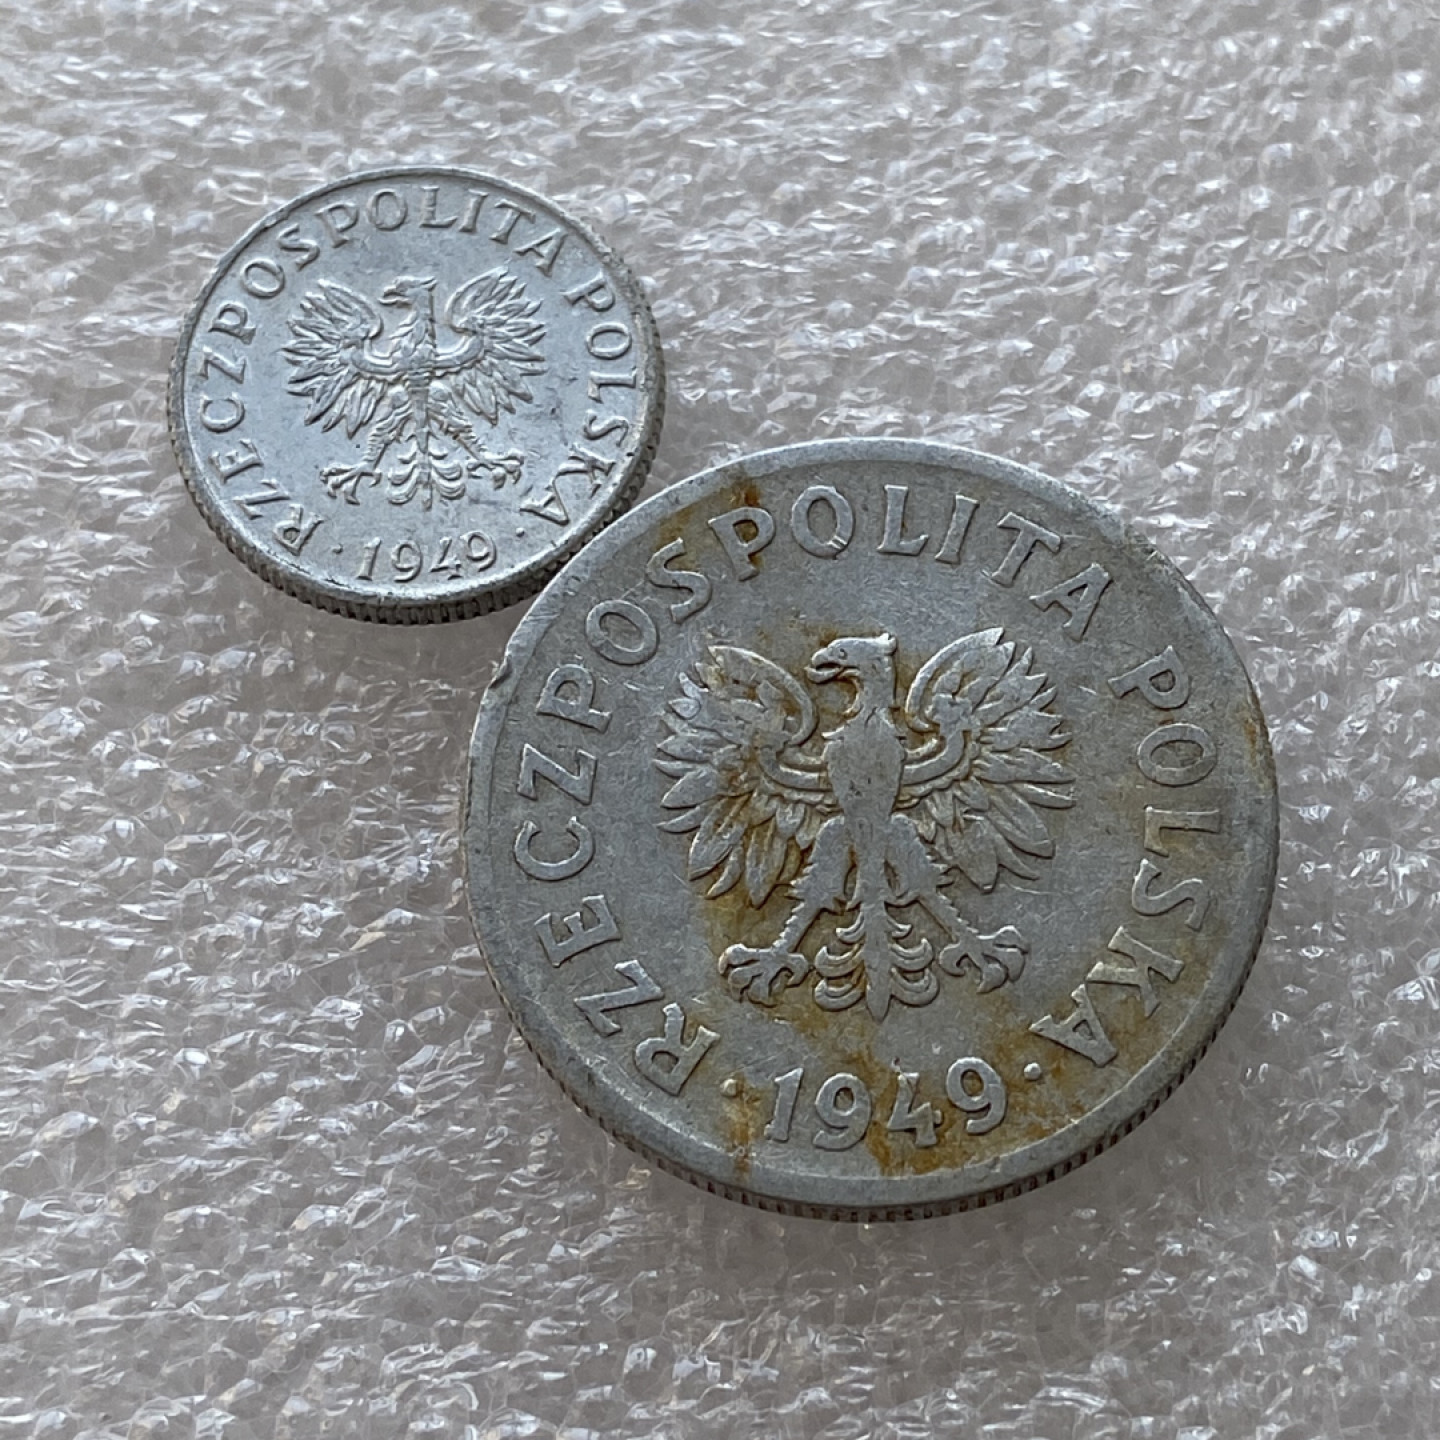 RZECZPOSPOLITA POLSKA
· 1949 ·
RZECZPOSPOLITA POLSKA
· 1949 ·